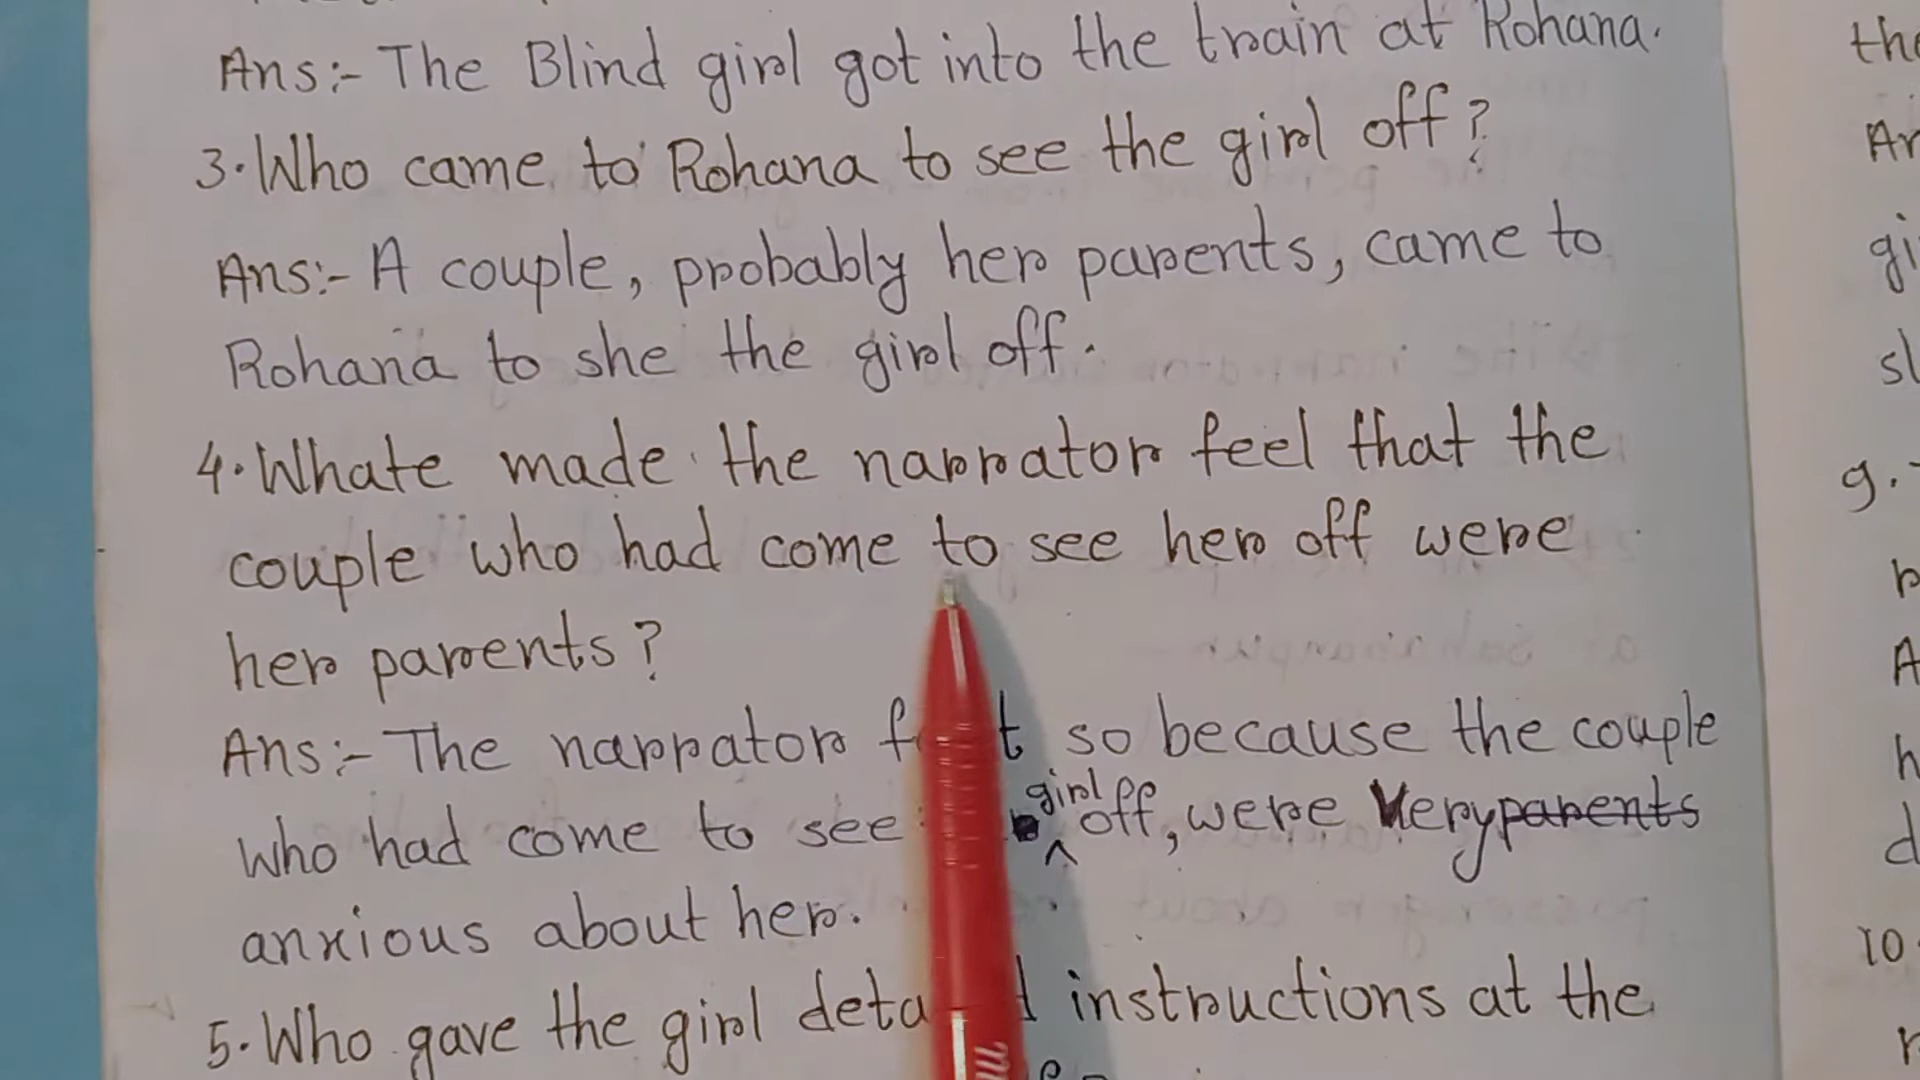 Ans:- The Blind girl got into the train at Rohana.
3. Who came to Rohana to see the girl off?
Ans:- A couple, probably her parents, came to
Rohana to she the girl off.
4. Whate made the narrator feel that the
couple who had come to see her off were
her parents?
Ans:- The narrator so because the couple
who had come to see girl off, were very parents
anxious about her.
5. Who gave the girl instructions at the
the
9.
10